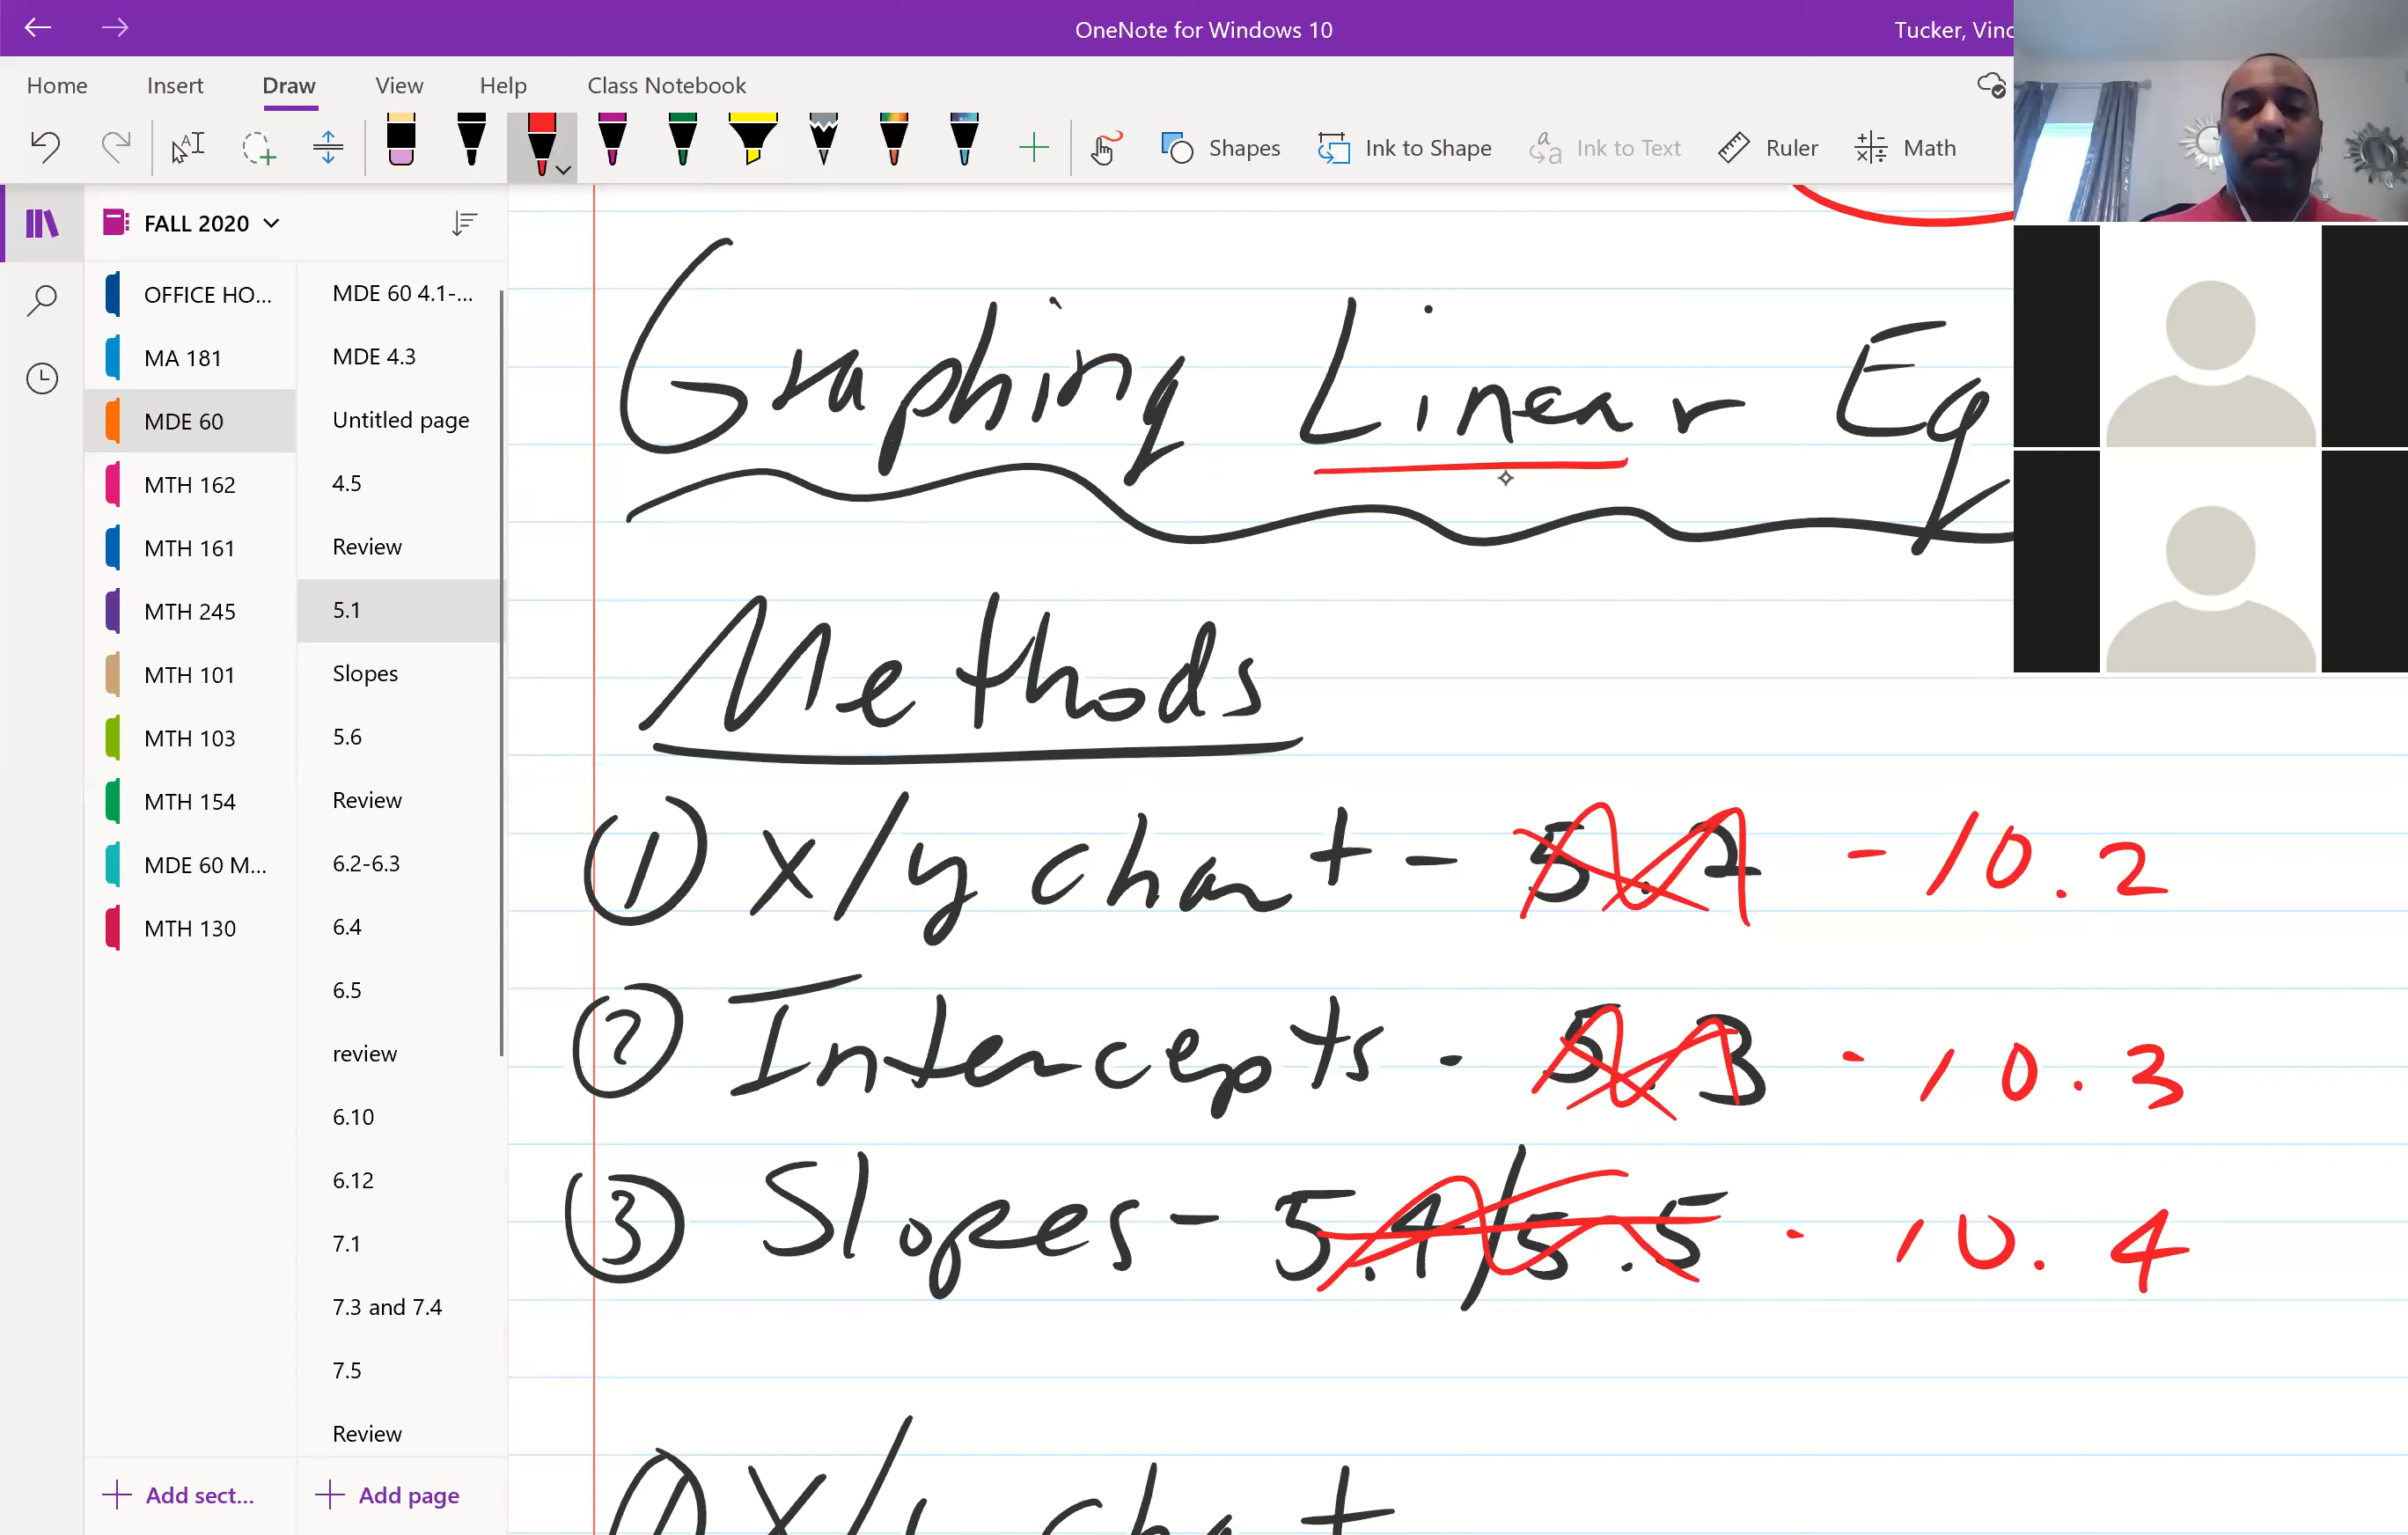 OneNote for Windows 10
Tucker, Vinc
Home Insert Draw View Help Class Notebook
Shapes Ink to Shape Ink to Text Ruler Math
FALL 2020
OFFICE HO...
MA 181
MDE 60
MTH 162
MTH 161
MTH 245
MTH 101
MTH 103
MTH 154
MDE 60 M...
MTH 130
Add sect...
MDE 60 4.1-...
MDE 4.3
Untitled page
4.5
Review
5.1
Slopes
5.6
Review
6.2-6.3
6.4
6.5
review
6.10
6.12
7.1
7.3 and 7.4
7.5
Review
Add page
Graphing Linear Eq
Methods
① x/y chart - 5.2 - 10.2
② Intercepts - 5.3 - 10.3
③ Slopes - 5.4/5.5 - 10.4
① x/y chart